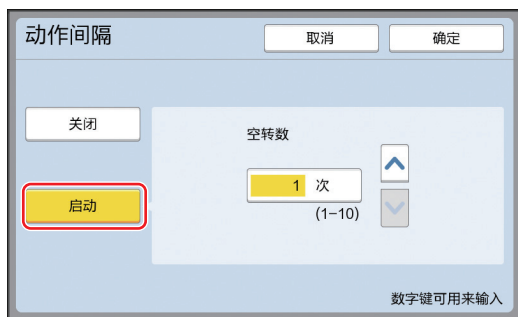 动作间隔
取消
确定
关闭
空转数
1 次
(1-10)
启动
数字键可用来输入